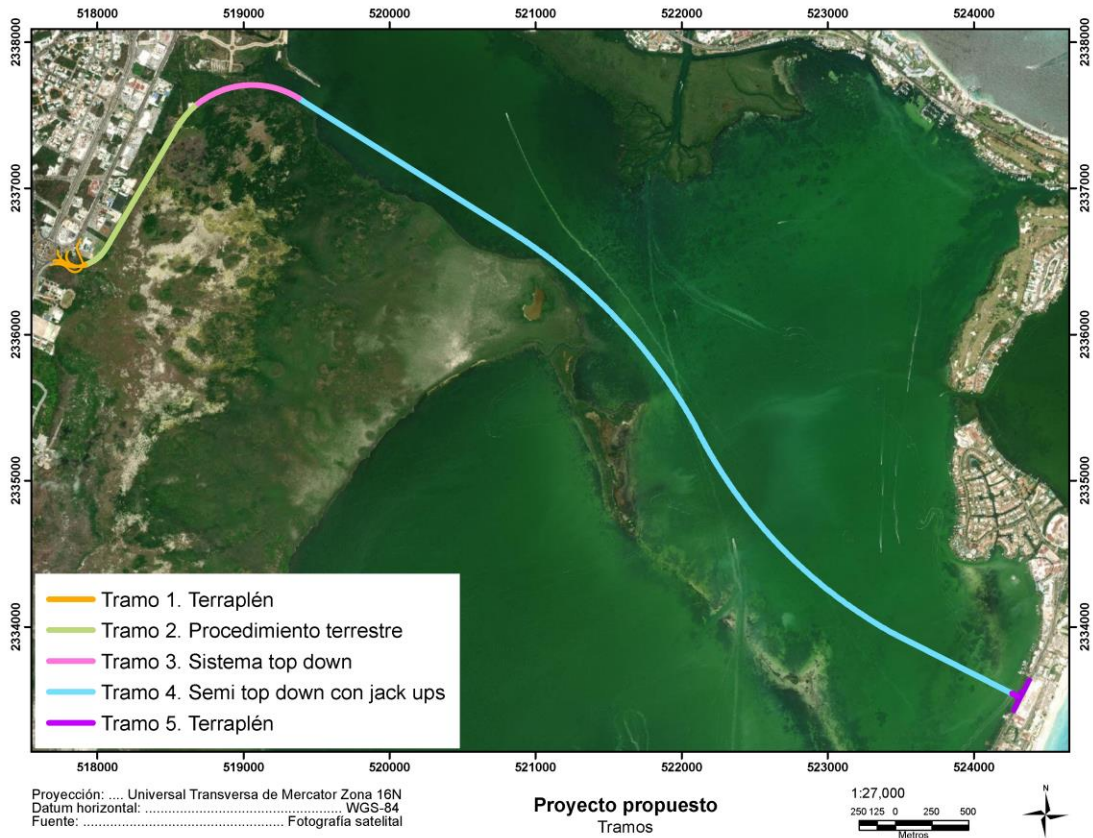 518000 519000 520000 521000 522000 523000 524000
2338000 2338000
2337000 2337000
2336000 2336000
2335000 2335000
2334000 2334000
Tramo 1. Terraplén
Tramo 2. Procedimiento terrestre
Tramo 3. Sistema top down
Tramo 4. Semi top down con jack ups
Tramo 5. Terraplén
518000 519000 520000 521000 522000 523000 524000
Proyección: .... Universal Transversa de Mercator Zona 16N
Datum horizontal: ................................................ WGS-84
Fuente: ..................................................... Fotografía satelital
Proyecto propuesto
Tramos
1:27,000
250 125 0 250 500
Metros
N